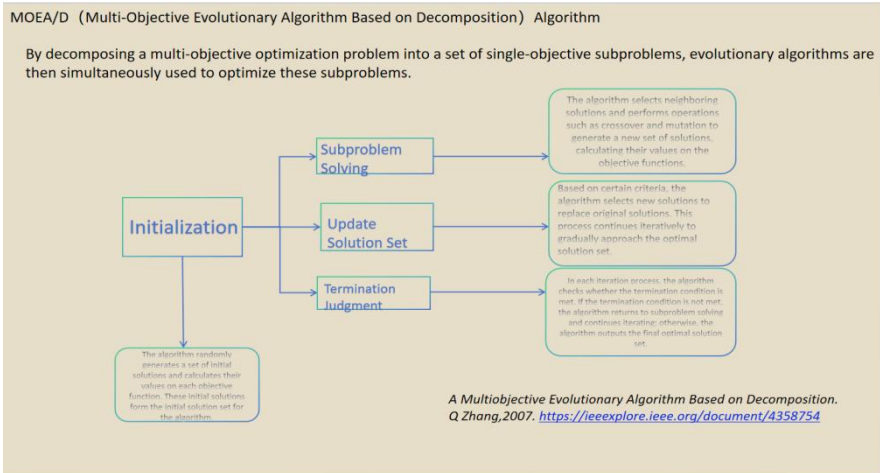 MOEA/D（Multi-Objective Evolutionary Algorithm Based on Decomposition）Algorithm
By decomposing a multi-objective optimization problem into a set of single-objective subproblems, evolutionary algorithms are
then simultaneously used to optimize these subproblems.
The algorithm selects neighboring
solutions and performs operations
such as crossover and mutation to
generate a new set of solutions,
calculating their values on the
objective functions.
Subproblem
Solving
Based on certain criteria, the
algorithm selects new solutions to
replace original solutions. This
process continues iteratively to
gradually approach the optimal
solution set.
Initialization
Update
Solution Set
Termination
Judgment
In each iteration process, the algorithm
checks whether the termination condition is
met. If the termination condition is not met,
the algorithm returns to subproblem solving
and continues iterating; otherwise, the
algorithm outputs the final optimal solution
set.
The algorithm randomly
generates a set of initial
solutions and calculates their
values on each objective
function. These initial solutions
form the initial solution set for
the algorithm.
A Multiobjective Evolutionary Algorithm Based on Decomposition.
Q Zhang,2007. https://ieeexplore.ieee.org/document/4358754